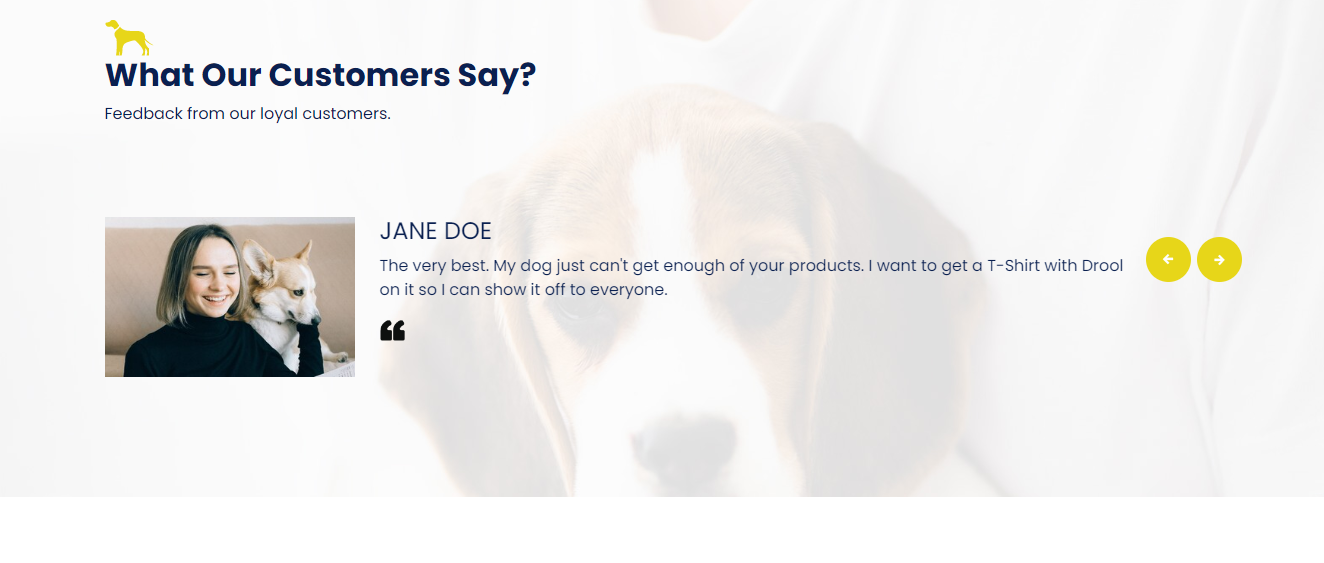 What Our Customers Say?
Feedback from our loyal customers.
JANE DOE
The very best. My dog just can't get enough of your products. I want to get a T-Shirt with Drool
on it so I can show it off to everyone.
❝